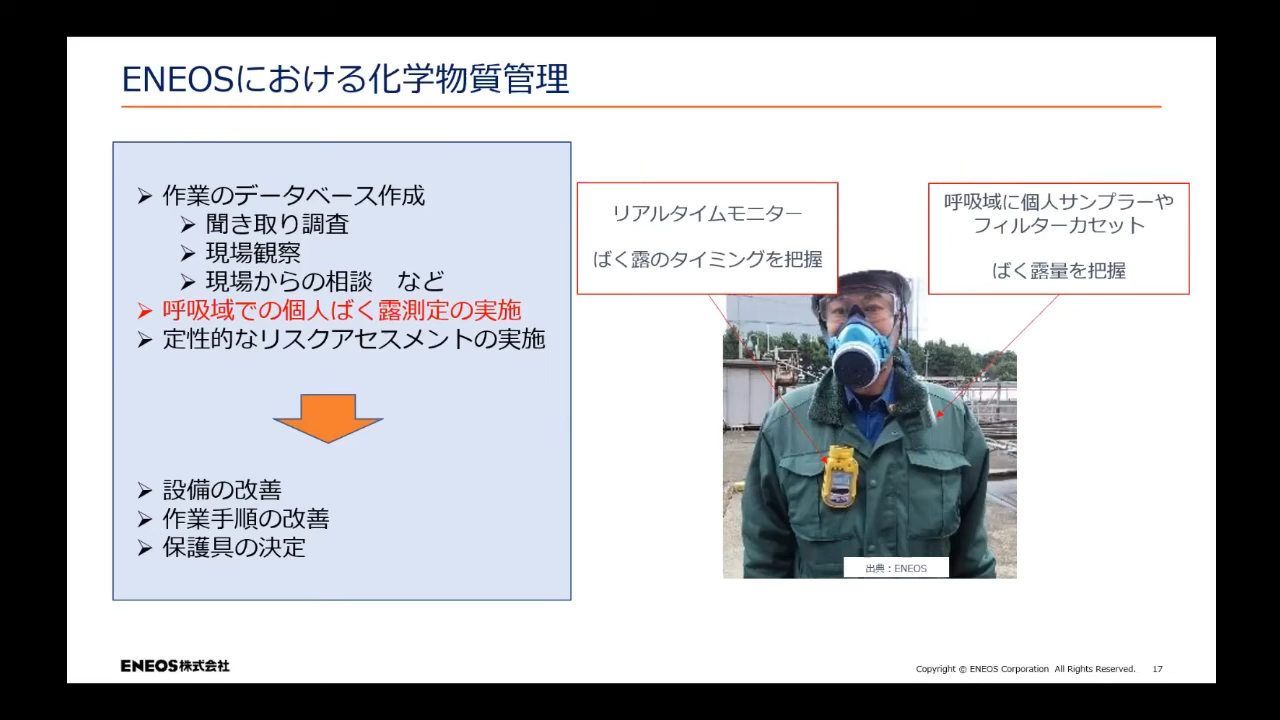 ENEOSにおける化学物質管理
➢ 作業のデータベース作成
➢ 聞き取り調査
➢ 現場観察
➢ 現場からの相談　など
➢ 呼吸域での個人ばく露測定の実施
➢ 定性的なリスクアセスメントの実施
➢ 設備の改善
➢ 作業手順の改善
➢ 保護具の決定
リアルタイムモニター
ばく露のタイミングを把握
呼吸域に個人サンプラーや
フィルターカセット
ばく露量を把握
出典：ENEOS
ENEOS株式会社
Copyright © ENEOS Corporation All Rights Reserved.
17